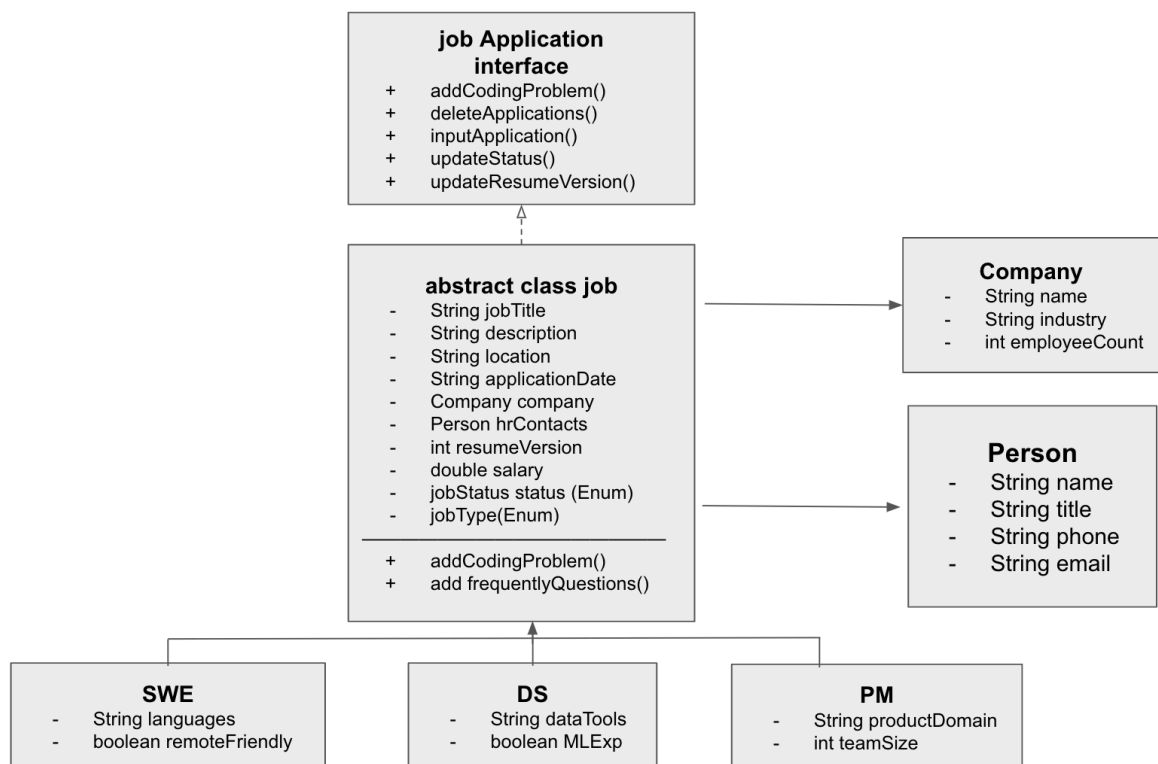 job Application
interface
+ addCodingProblem()
+ deleteApplications()
+ inputApplication()
+ updateStatus()
+ updateResumeVersion()
abstract class job
- String jobTitle
- String description
- String location
- String applicationDate
- Company company
- Person hrContacts
- int resumeVersion
- double salary
- jobStatus status (Enum)
- jobType(Enum)
+ addCodingProblem()
+ add frequentlyQuestions()
Company
- String name
- String industry
- int employeeCount
Person
- String name
- String title
- String phone
- String email
SWE
- String languages
- boolean remoteFriendly
DS
- String dataTools
- boolean MLExp
PM
- String productDomain
- int teamSize